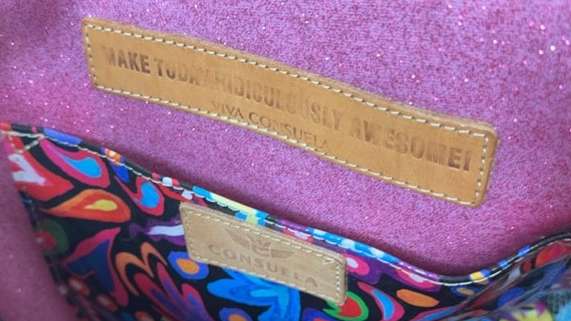 MAKE TODAY RIDICULOUSLY AWESOME!
VIVA CONSUELA
CONSUELA